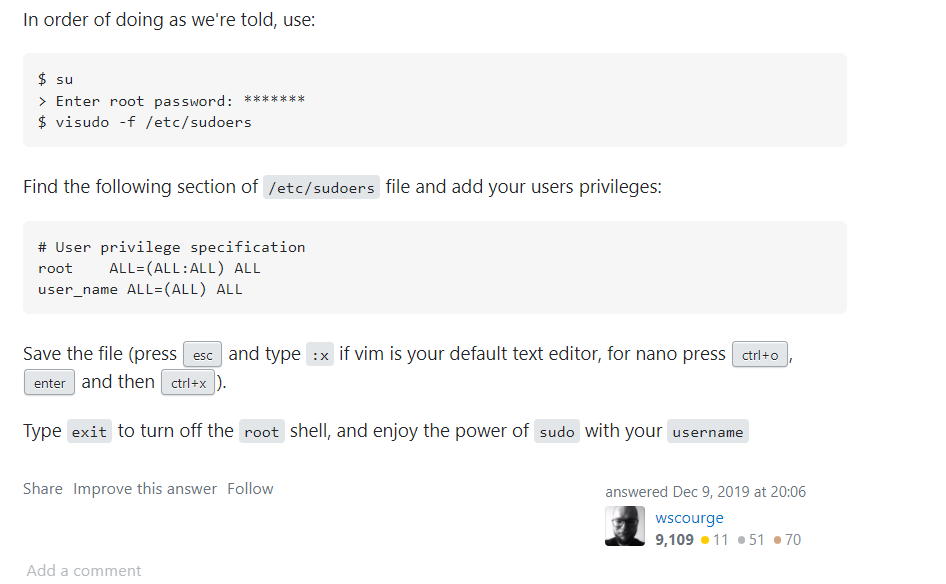 In order of doing as we're told, use:
$ su
> Enter root password: *******
$ visudo -f /etc/sudoers
Find the following section of /etc/sudoers file and add your users privileges:
# User privilege specification
root    ALL=(ALL:ALL) ALL
user_name ALL=(ALL) ALL
Save the file (press esc and type :x if vim is your default text editor, for nano press ctrl+o,
enter and then ctrl+x).
Type exit to turn off the root shell, and enjoy the power of sudo with your username
Share Improve this answer Follow
answered Dec 9, 2019 at 20:06
wscourge
9,109 11 51 70
Add a comment